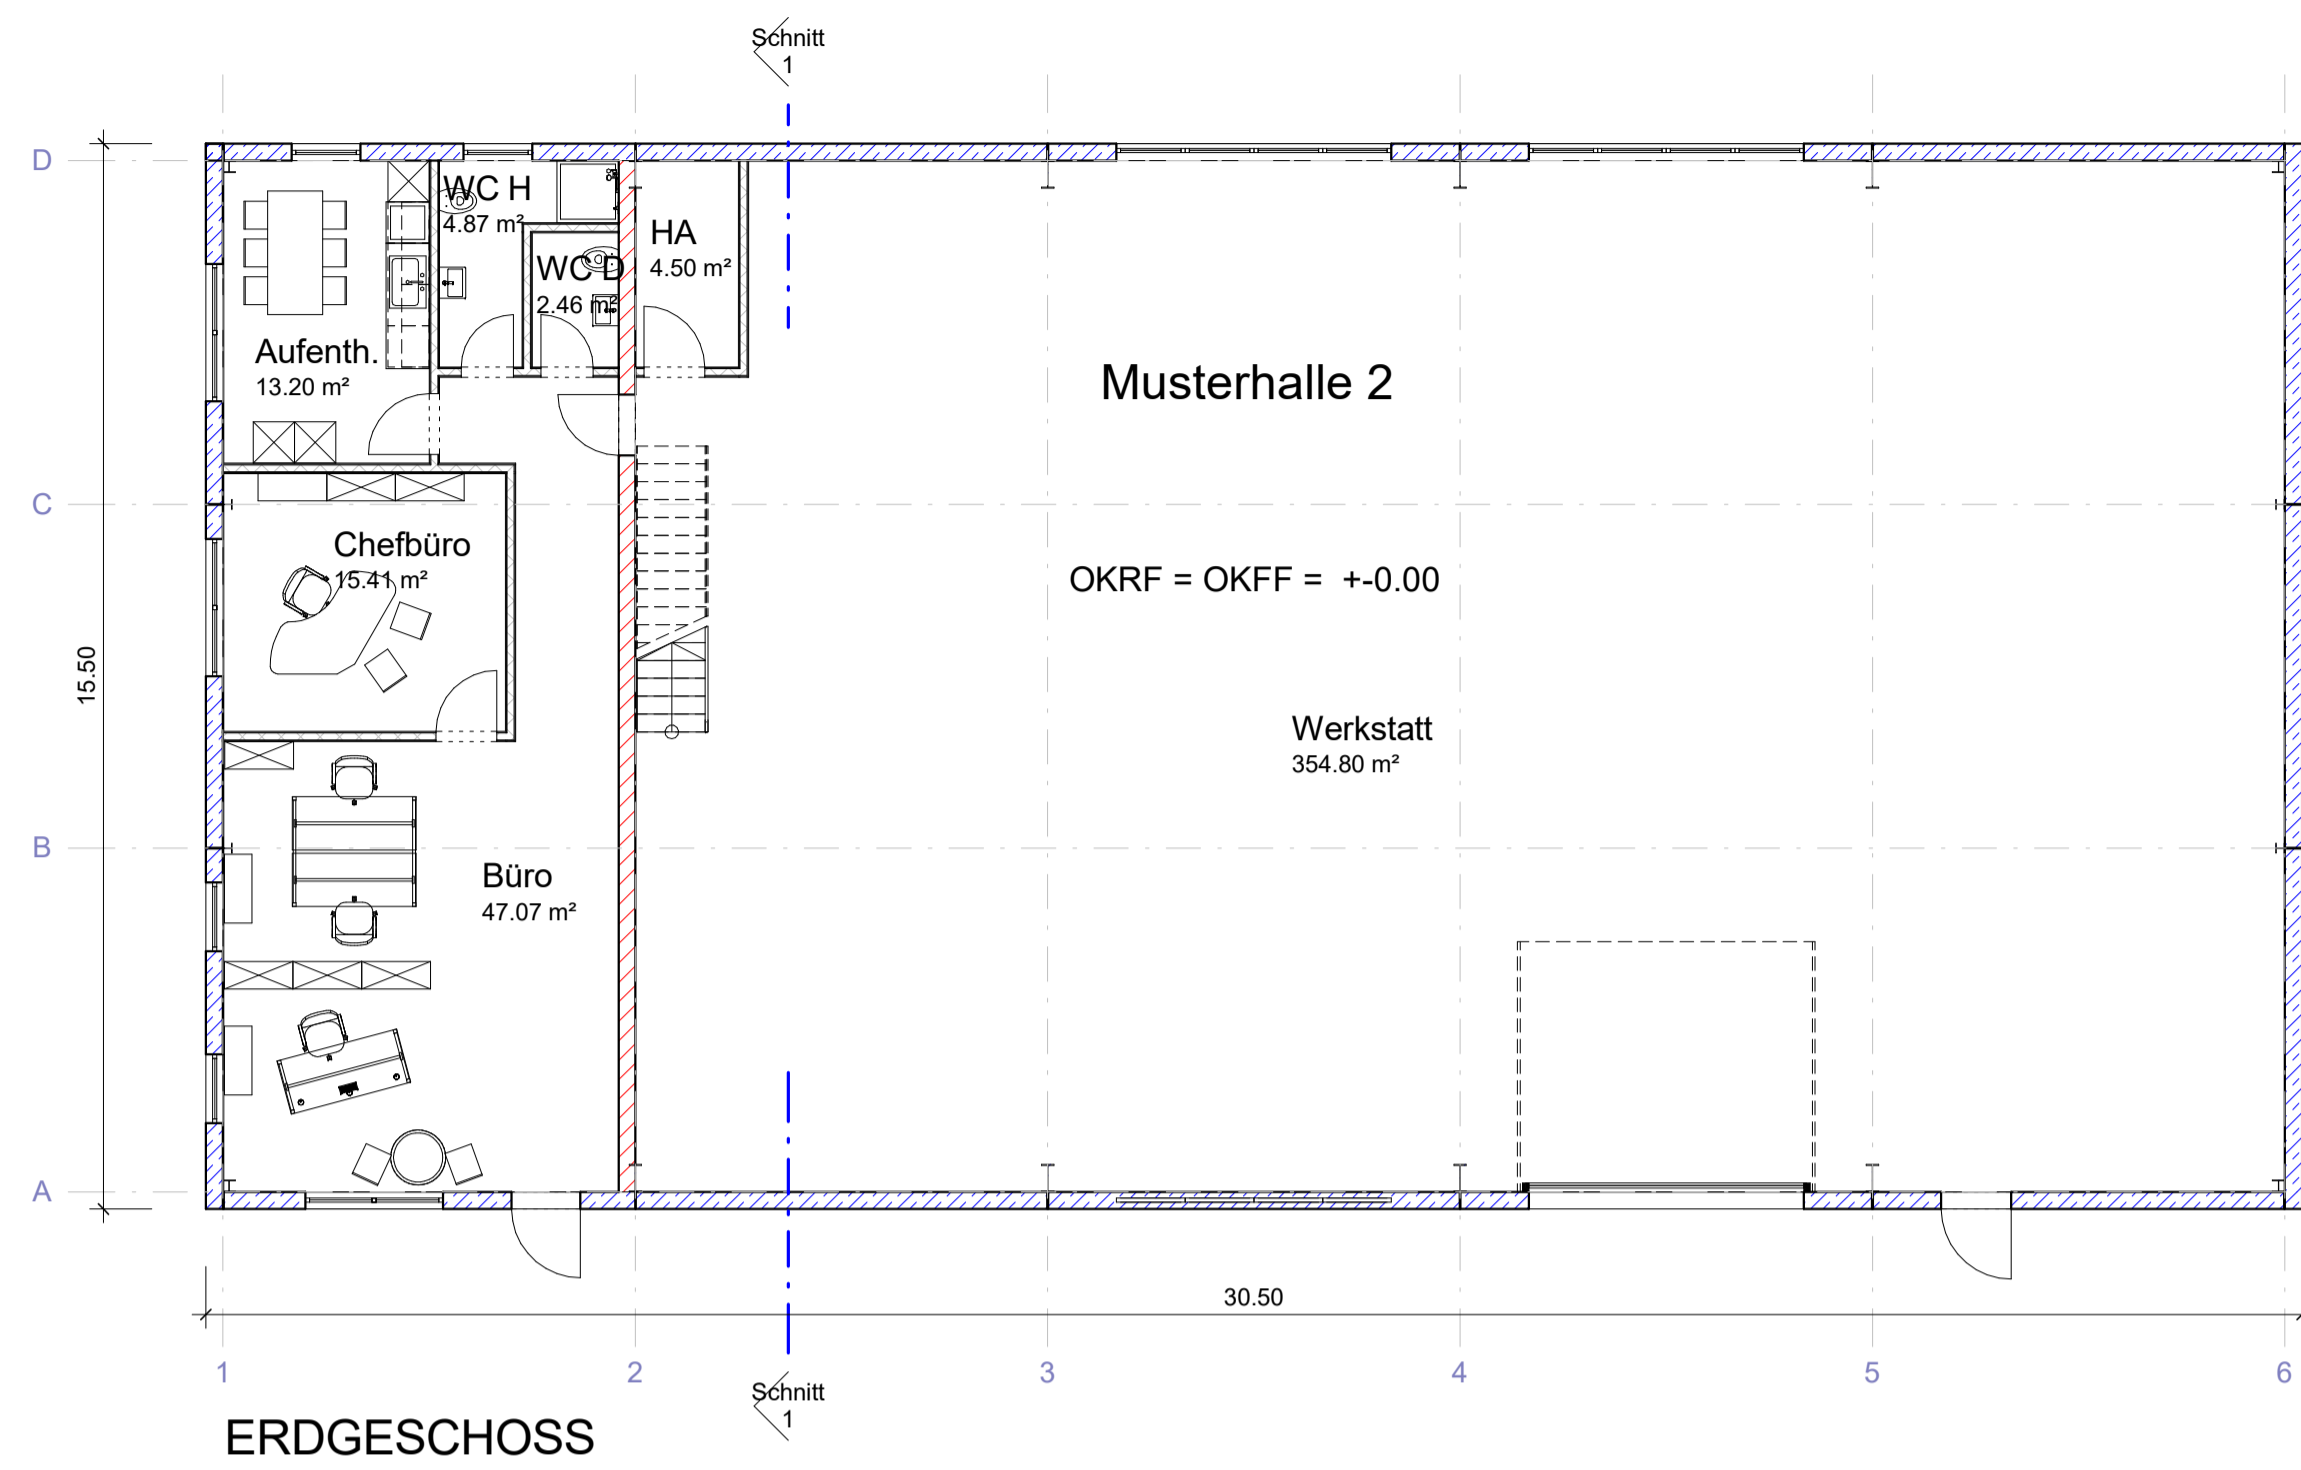 Schnitt
1
D
WC H
4.87 m²
HA
4.50 m²
WC D
2.46 m²
Aufenth.
13.20 m²
Musterhalle 2
C
Chefbüro
15.41 m²
OKRF = OKFF = +-0.00
15.50
Werkstatt
354.80 m²
B
Büro
47.07 m²
A
30.50
1 2 3 4 5 6
Schnitt
1
ERDGESCHOSS